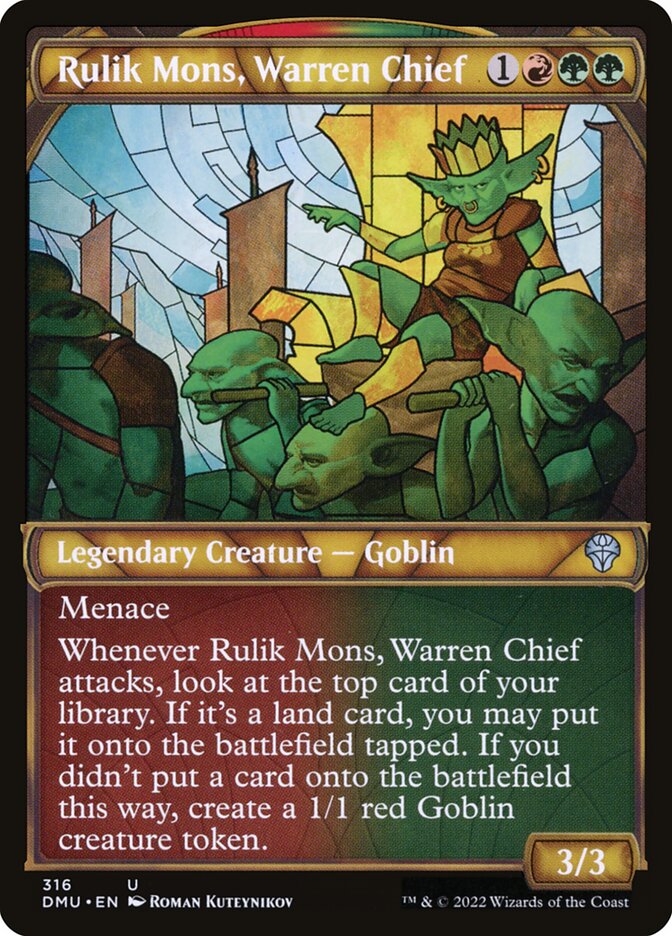 Rulik Mons, Warren Chief 1
Legendary Creature — Goblin
Menace
Whenever Rulik Mons, Warren Chief
attacks, look at the top card of your
library. If it's a land card, you may put
it onto the battlefield tapped. If you
didn't put a card onto the battlefield
this way, create a 1/1 red Goblin
creature token.
3/3
316 U
DMU • EN Roman Kuteynikov
™ & © 2022 Wizards of the Coast